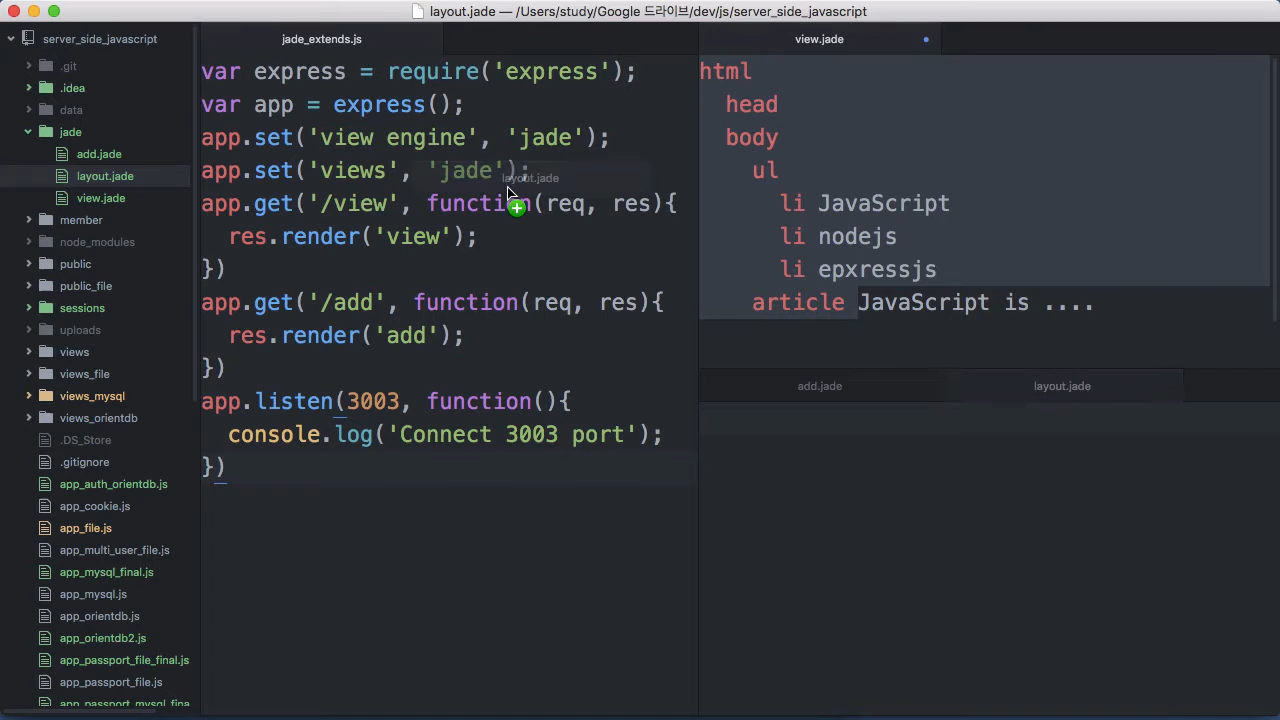 layout.jade — /Users/study/Google 드라이브/dev/js/server_side_javascript
server_side_javascript
.git
.idea
data
jade
add.jade
layout.jade
view.jade
member
node_modules
public
public_file
sessions
uploads
views
views_file
views_mysql
views_orientdb
.DS_Store
.gitignore
app_auth_orientdb.js
app_cookie.js
app_file.js
app_multi_user_file.js
app_mysql_final.js
app_mysql.js
app_orientdb.js
app_orientdb2.js
app_passport_file_final.js
app_passport_file.js
app_passport_mysql_fina
jade_extends.js
var express = require('express');
var app = express();
app.set('view engine', 'jade');
app.set('views', 'jade');
app.get('/view', function(req, res){
res.render('view');
})
app.get('/add', function(req, res){
res.render('add');
})
app.listen(3003, function(){
console.log('Connect 3003 port');
})
layout.jade
view.jade
html
head
body
ul
li JavaScript
li nodejs
li epxressjs
article JavaScript is ....
add.jade
layout.jade